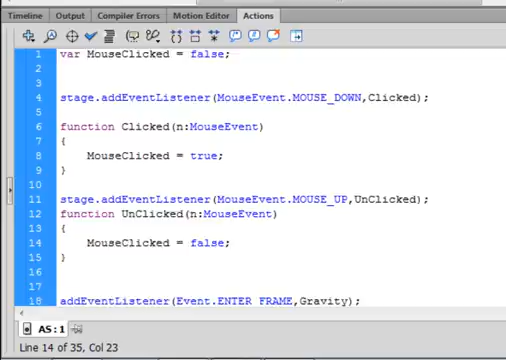 Timeline Output Compiler Errors Motion Editor Actions
1 var MouseClicked = false;
2
3
4 stage.addEventListener(MouseEvent.MOUSE_DOWN,Clicked);
5
6 function Clicked(n:MouseEvent)
7 {
8 MouseClicked = true;
9 }
10
11 stage.addEventListener(MouseEvent.MOUSE_UP,UnClicked);
12 function UnClicked(n:MouseEvent)
13 {
14 MouseClicked = false;
15 }
16
17
18 addEventListener(Event.ENTER_FRAME,Gravity);
AS:1
Line 14 of 35, Col 23